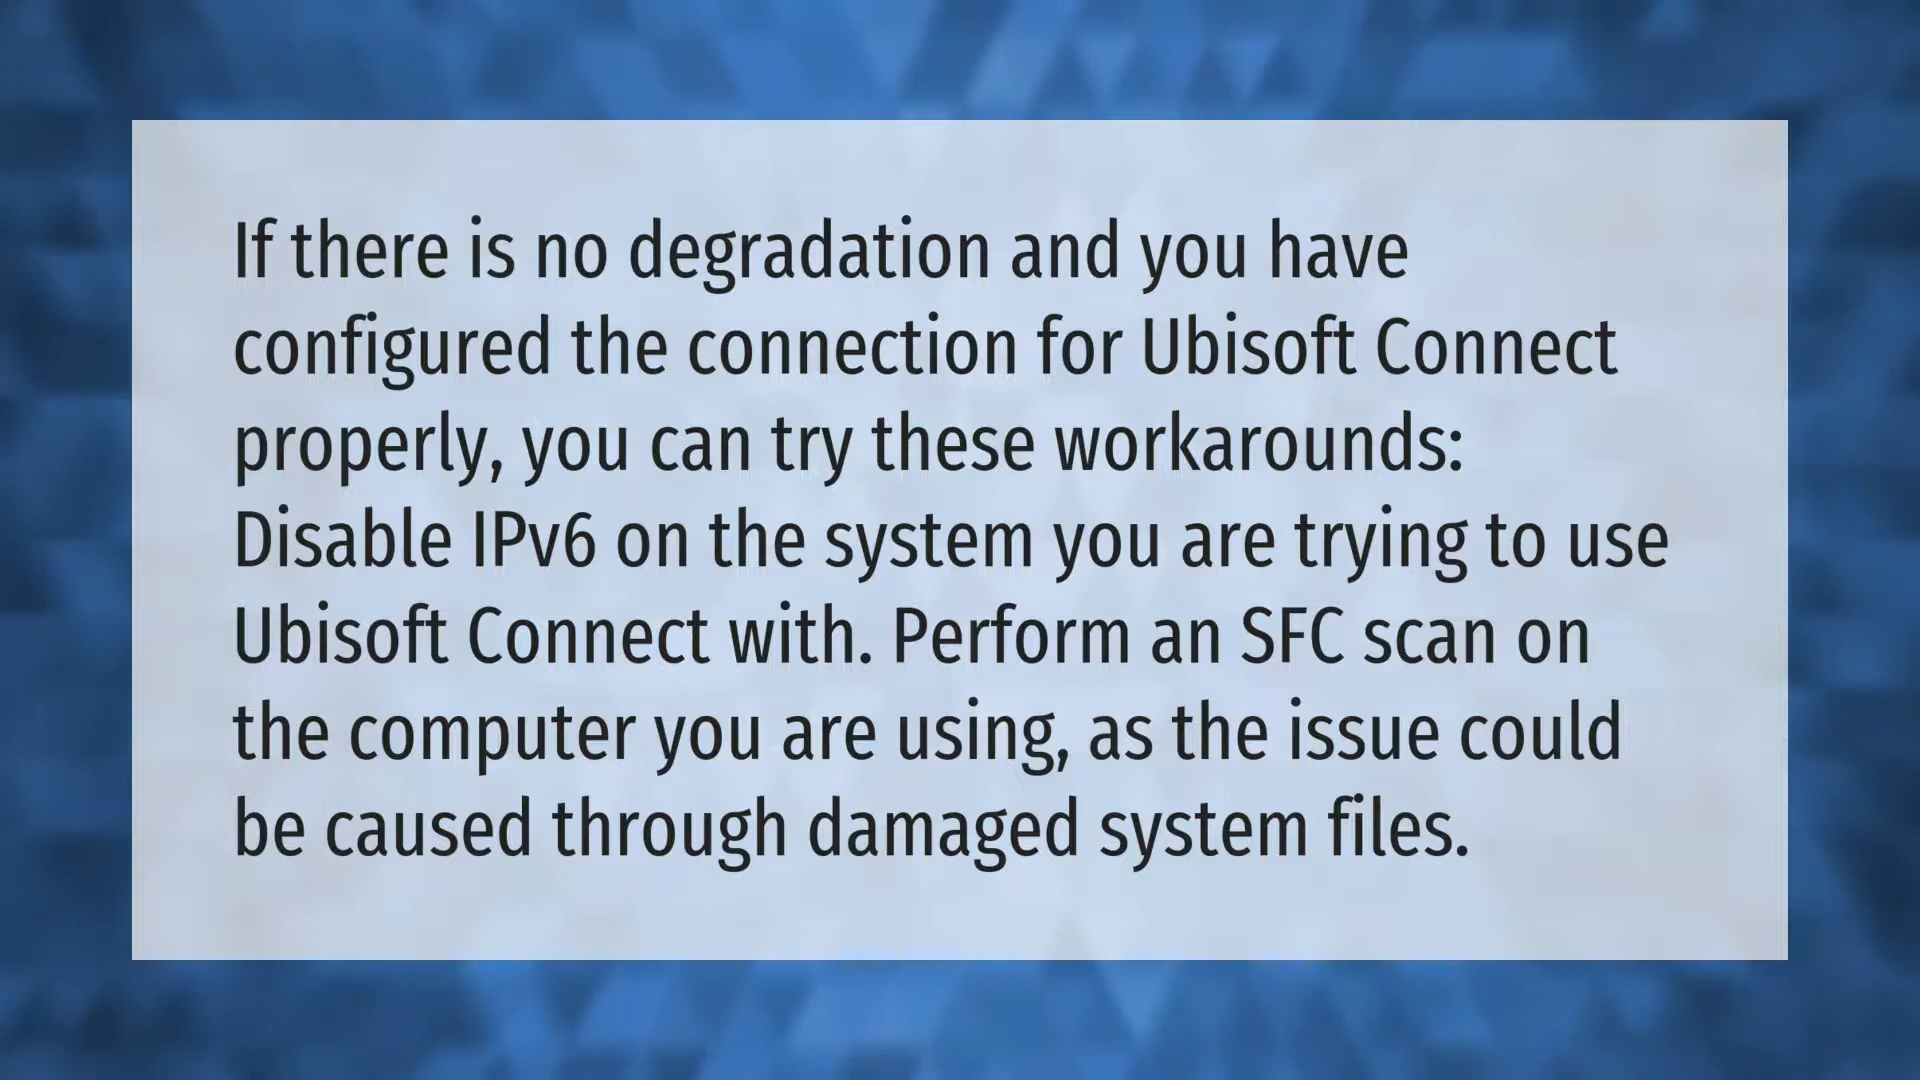 If there is no degradation and you have
configured the connection for Ubisoft Connect
properly, you can try these workarounds:
Disable IPv6 on the system you are trying to use
Ubisoft Connect with. Perform an SFC scan on
the computer you are using, as the issue could
be caused through damaged system files.